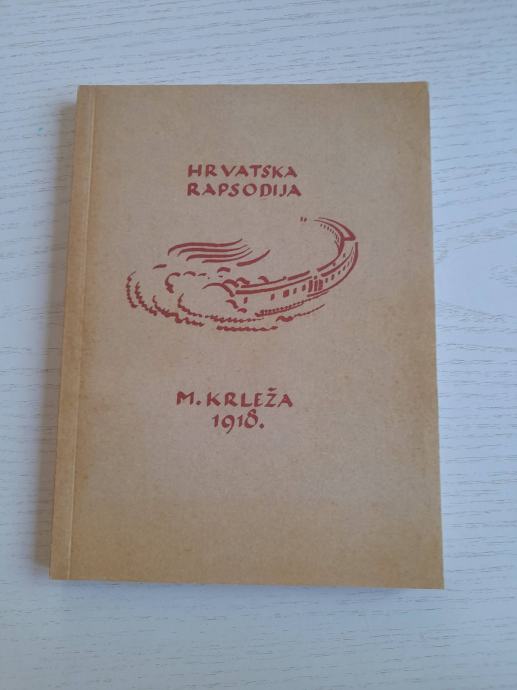 HRVATSKA
RAPSODIJA
M. KRLEŽA
1918.